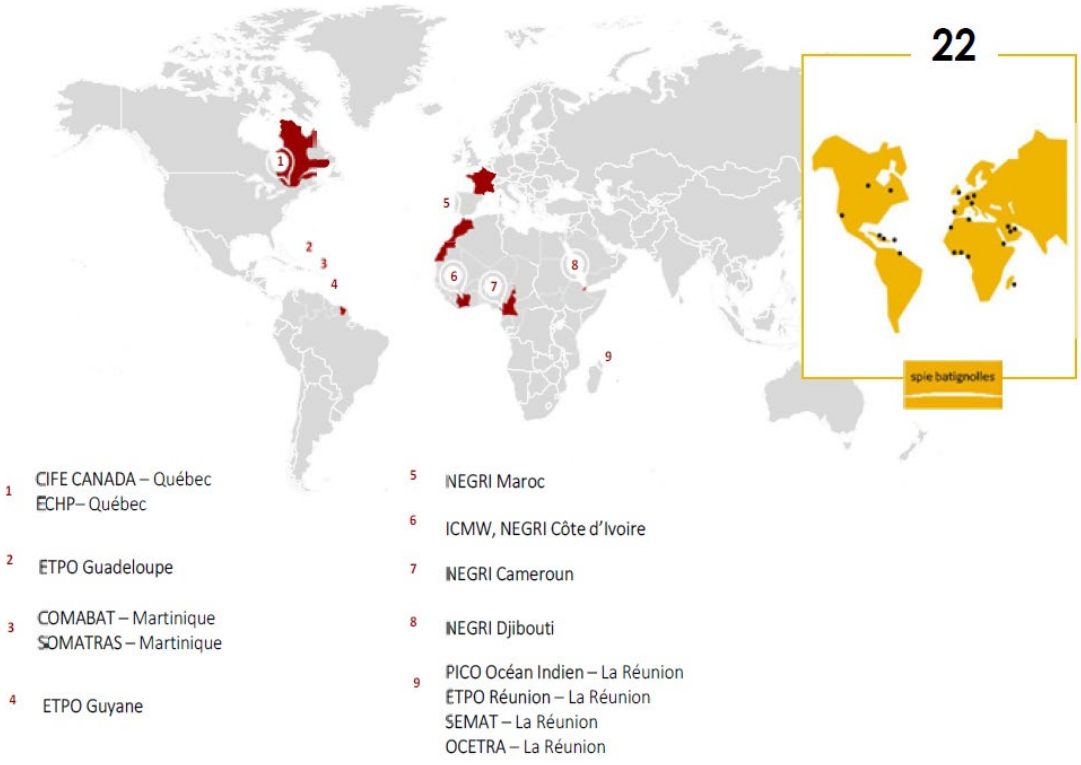 22
1
5
2
3
4
6
7
8
9
spie batignolles
1
CIFE CANADA – Québec
ECHP– Québec
2
ETPO Guadeloupe
3
COMABAT – Martinique
SOMATRAS – Martinique
4
ETPO Guyane
5
NEGRI Maroc
6
ICMW, NEGRI Côte d'Ivoire
7
NEGRI Cameroun
8
NEGRI Djibouti
9
PICO Océan Indien – La Réunion
ETPO Réunion – La Réunion
SEMAT – La Réunion
OCETRA – La Réunion